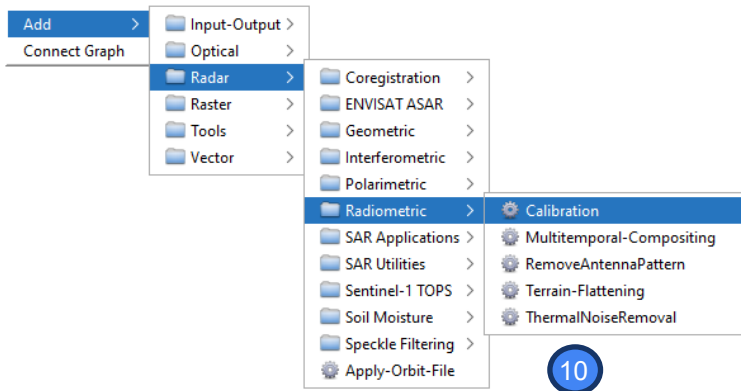 Add
Connect Graph
Input-Output
Optical
Radar
Raster
Tools
Vector
Coregistration
ENVISAT ASAR
Geometric
Interferometric
Polarimetric
Radiometric
SAR Applications
SAR Utilities
Sentinel-1 TOPS
Soil Moisture
Speckle Filtering
Apply-Orbit-File
Calibration
Multitemporal-Compositing
RemoveAntennaPattern
Terrain-Flattening
ThermalNoiseRemoval
10